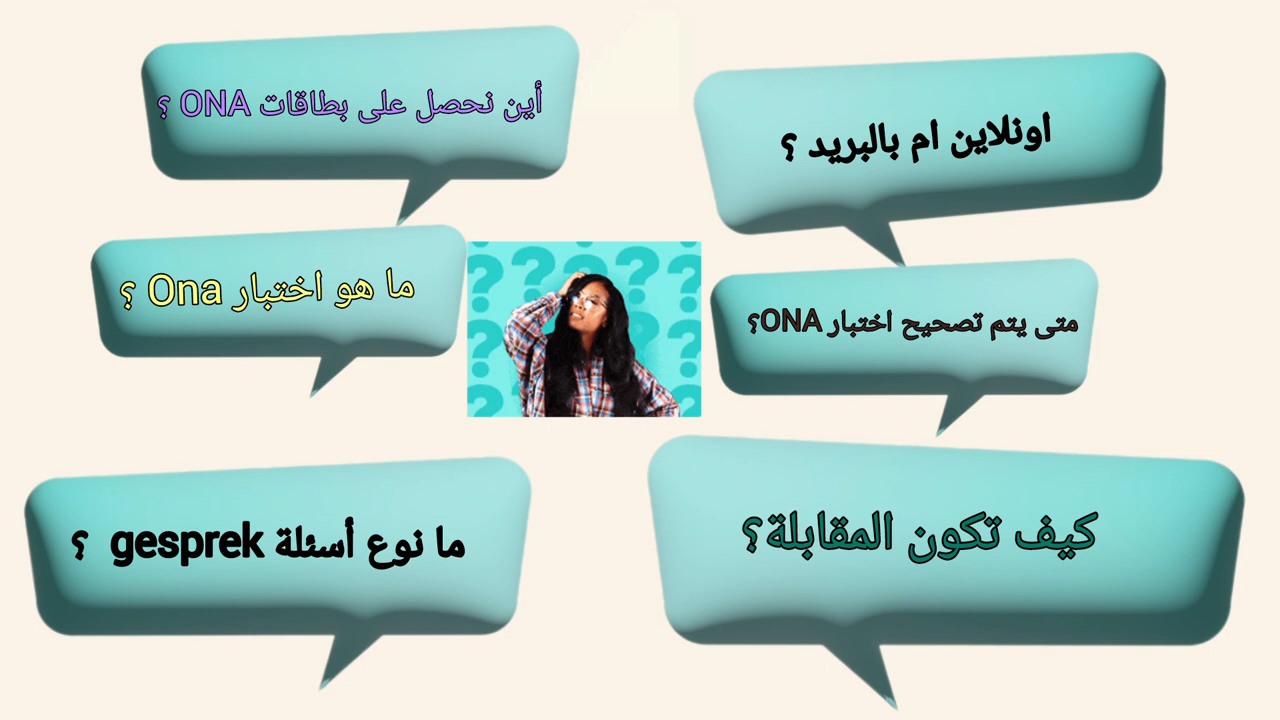 أين نحصل على بطاقات ONA ؟
اونلاين ام بالبريد ؟
ما هو اختبار Ona ؟
متى يتم تصحيح اختبار ONA؟
ما نوع أسئلة gesprek ؟
كيف تكون المقابلة؟